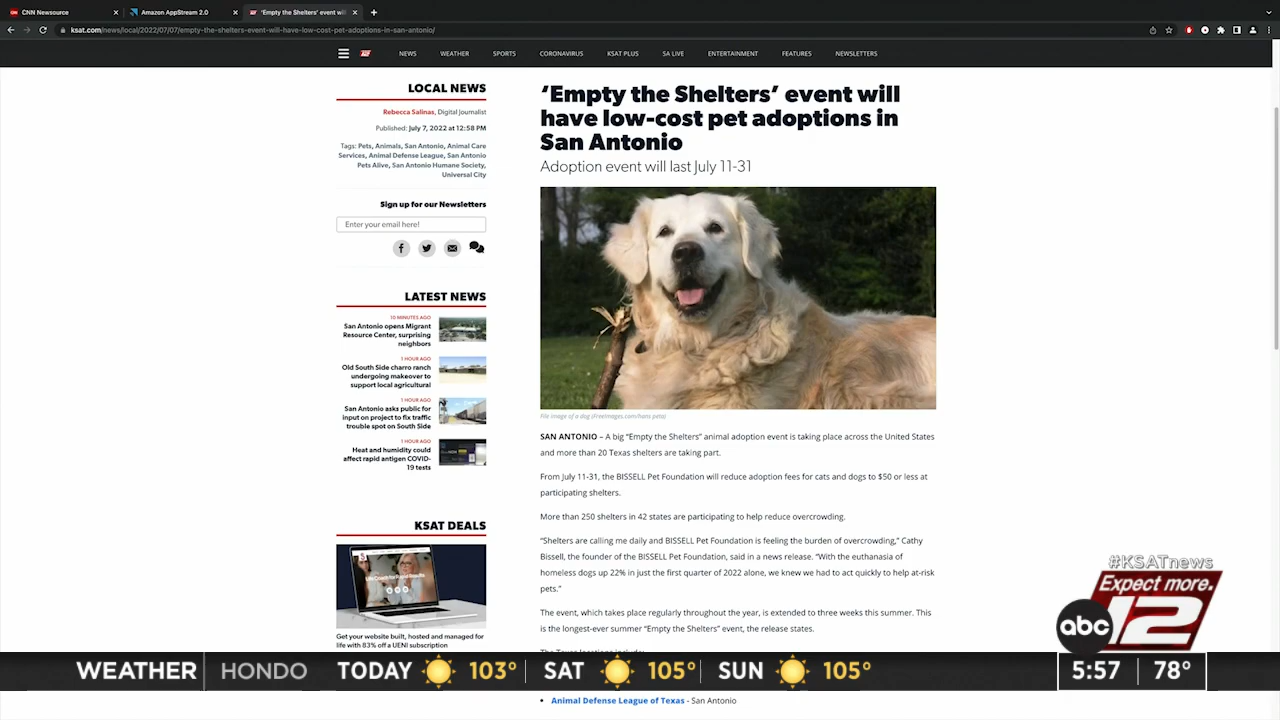 CNN Newsource
Amazon AppStream 2.0
'Empty the Shelters' event wil
ksat.com/news/local/2022/07/07/empty-the-shelters-event-will-have-low-cost-pet-adoptions-in-san-antonio/
NEWS WEATHER SPORTS CORONAVIRUS KSAT PLUS SA LIVE ENTERTAINMENT FEATURES NEWSLETTERS
LOCAL NEWS
Rebecca Salinas, Digital Journalist
Published: July 7, 2022 at 12:58 PM
Tags: Pets, Animals, San Antonio, Animal Care
Services, Animal Defense League, San Antonio
Pets Alive, San Antonio Humane Society,
Universal City
Sign up for our Newsletters
Enter your email here!
LATEST NEWS
10 MINUTES AGO
San Antonio opens Migrant
Resource Center, surprising
neighbors
1 HOUR AGO
Old South Side charro ranch
undergoing makeover to
support local agricultural
1 HOUR AGO
San Antonio asks public for
input on project to fix traffic
trouble spot on South Side
1 HOUR AGO
Heat and humidity could
affect rapid antigen COVID-
19 tests
KSAT DEALS
Get your website built, hosted and managed for
life with 83% off a UENI subscription
‘Empty the Shelters’ event will
have low-cost pet adoptions in
San Antonio
Adoption event will last July 11-31
File image of a dog (Freeimages.com/hans peta)
SAN ANTONIO – A big “Empty the Shelters” animal adoption event is taking place across the United States
and more than 20 Texas shelters are taking part.
From July 11-31, the BISSELL Pet Foundation will reduce adoption fees for cats and dogs to $50 or less at
participating shelters.
More than 250 shelters in 42 states are participating to help reduce overcrowding.
“Shelters are calling me daily and BISSELL Pet Foundation is feeling the burden of overcrowding,” Cathy
Bissell, the founder of the BISSELL Pet Foundation, said in a news release. “With the euthanasia of
homeless dogs up 22% in just the first quarter of 2022 alone, we knew we had to act quickly to help at-risk
pets.”
The event, which takes place regularly throughout the year, is extended to three weeks this summer. This
is the longest-ever summer “Empty the Shelters” event, the release states.
#KSATnews
Expect more.
abc 12
WEATHER HONDO TODAY 103° SAT 105° SUN 105° 5:57 78°
• Animal Defense League of Texas - San Antonio